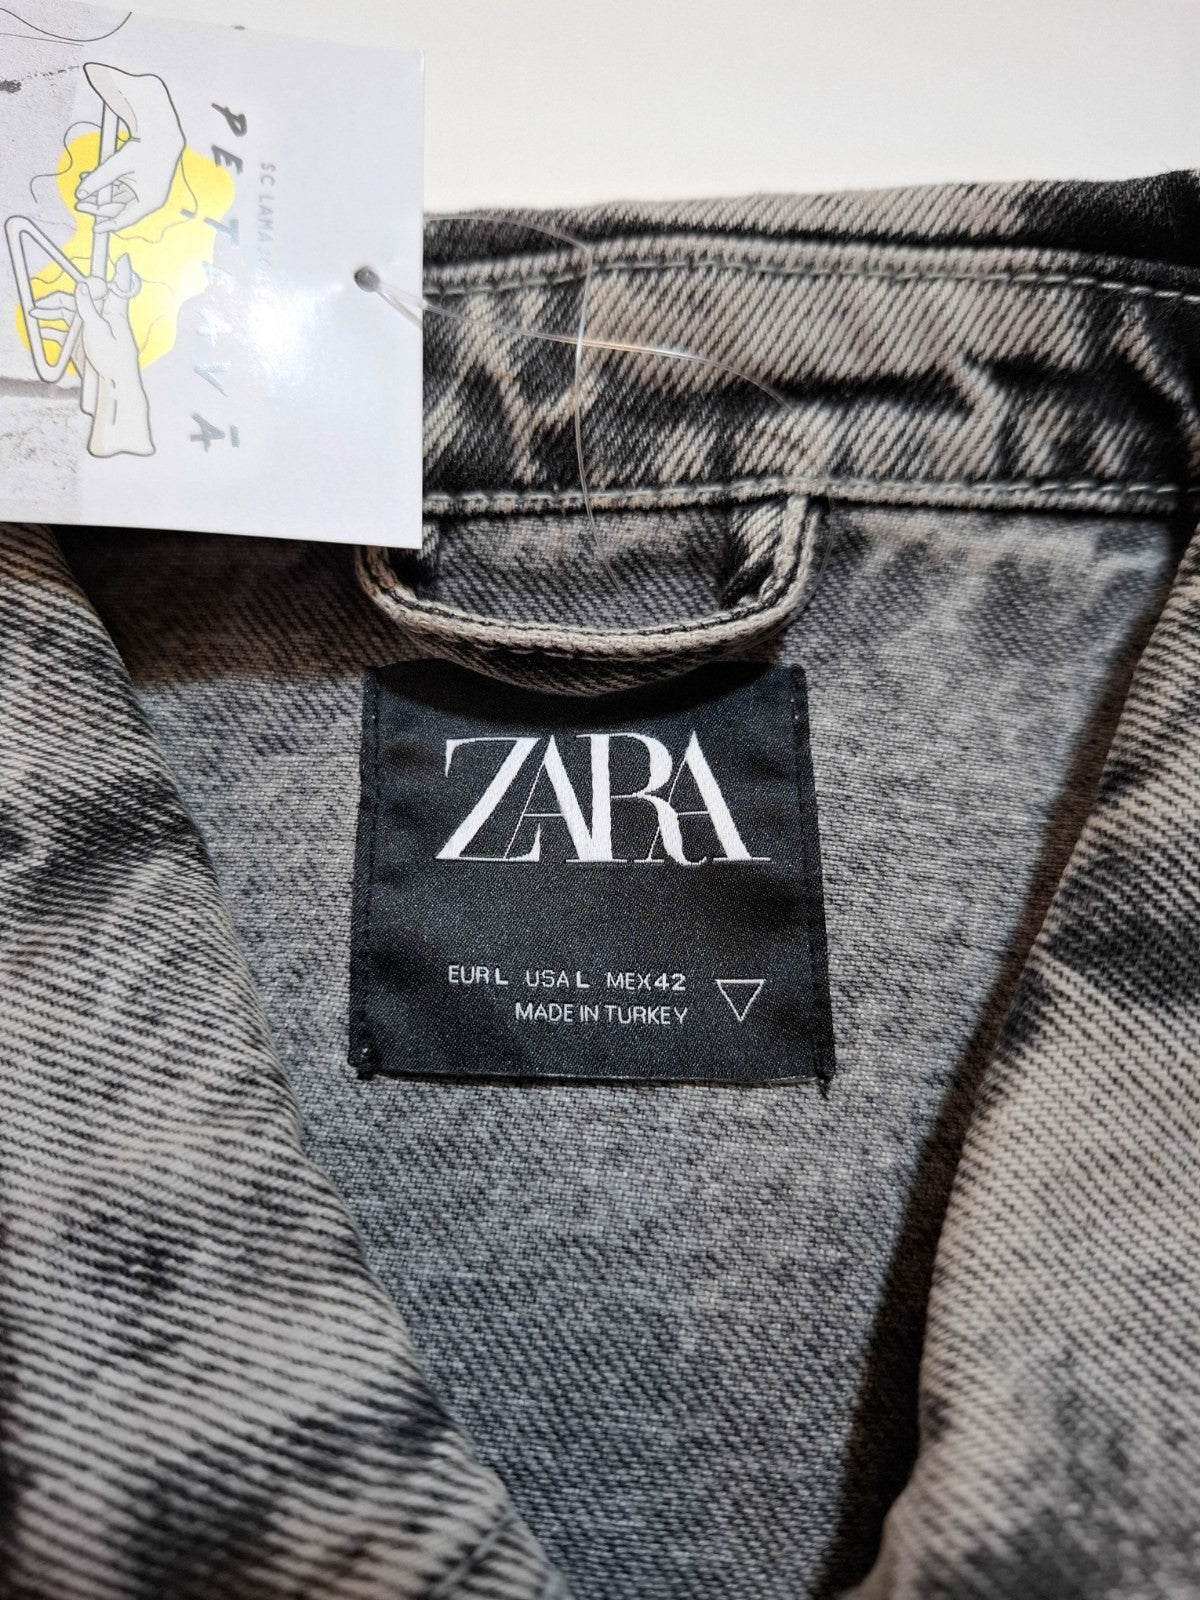 PETEAVĂ
SC LAMA
ZARA
EUR L USA L MEX 42
MADE IN TURKEY